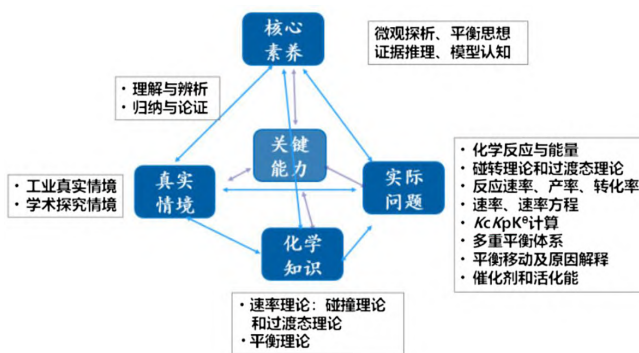 核心
素养
微观探析、平衡思想
证据推理、模型认知
• 理解与辨析
• 归纳与论证
关键
能力
• 工业真实情境
• 学术探究情境
真实
情境
实际
问题
• 化学反应与能量
• 碰转理论和过渡态理论
• 反应速率、产率、转化率
• 速率、速率方程
• KcKpKᶿ计算
• 多重平衡体系
• 平衡移动及原因解释
• 催化剂和活化能
化学
知识
• 速率理论：碰撞理论
和过渡态理论
• 平衡理论